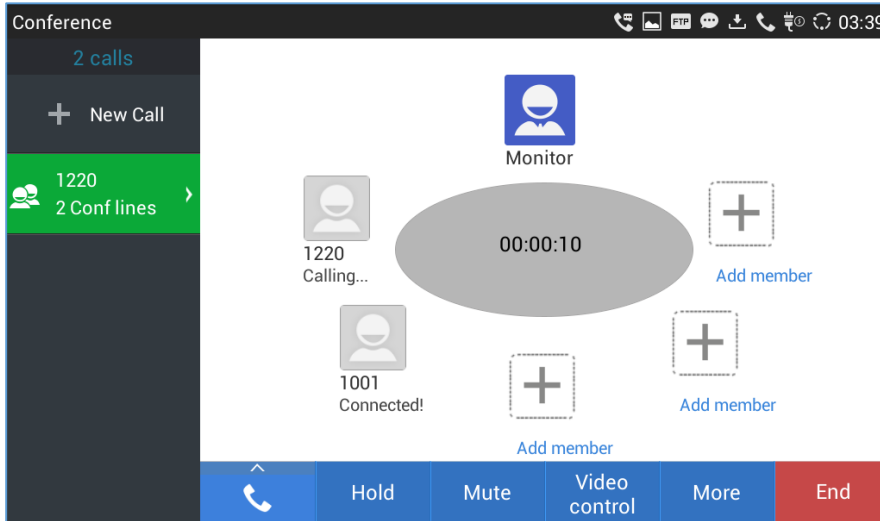 Conference
FTP
03:39
2 calls
New Call
1220
2 Conf lines
Monitor
1220
Calling...
00:00:10
Add member
1001
Connected!
Add member
Add member
Hold
Mute
Video
control
More
End